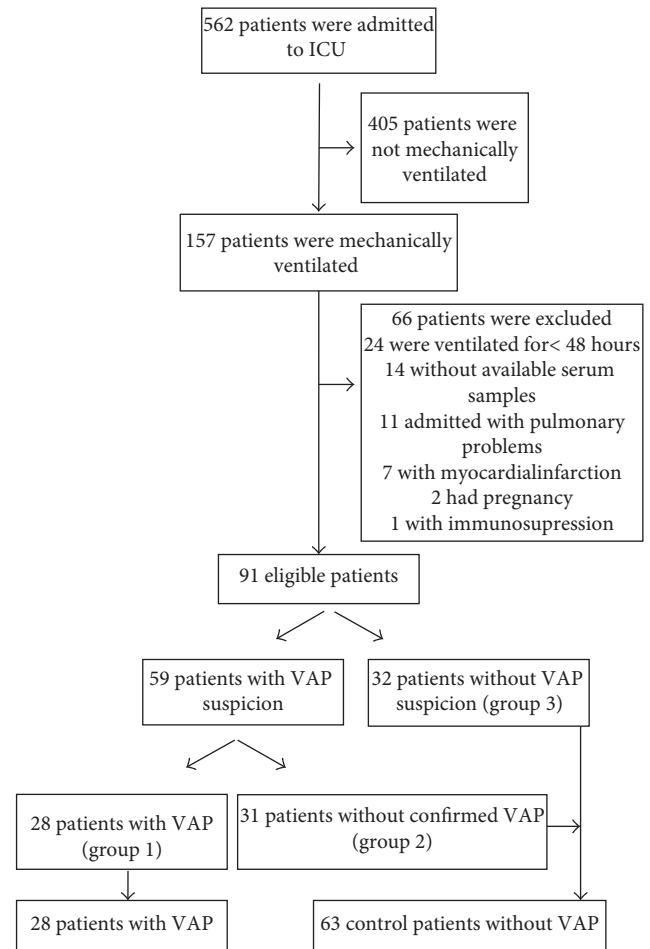 562 patients were admitted
to ICU
405 patients were
not mechanically
ventilated
157 patients were mechanically
ventilated
66 patients were excluded
24 were ventilated for< 48 hours
14 without available serum
samples
11 admitted with pulmonary
problems
7 with myocardialinfarction
2 had pregnancy
1 with immunosupression
91 eligible patients
59 patients with VAP
suspicion
32 patients without VAP
suspicion (group 3)
28 patients with VAP
(group 1)
31 patients without confirmed VAP
(group 2)
28 patients with VAP
63 control patients without VAP